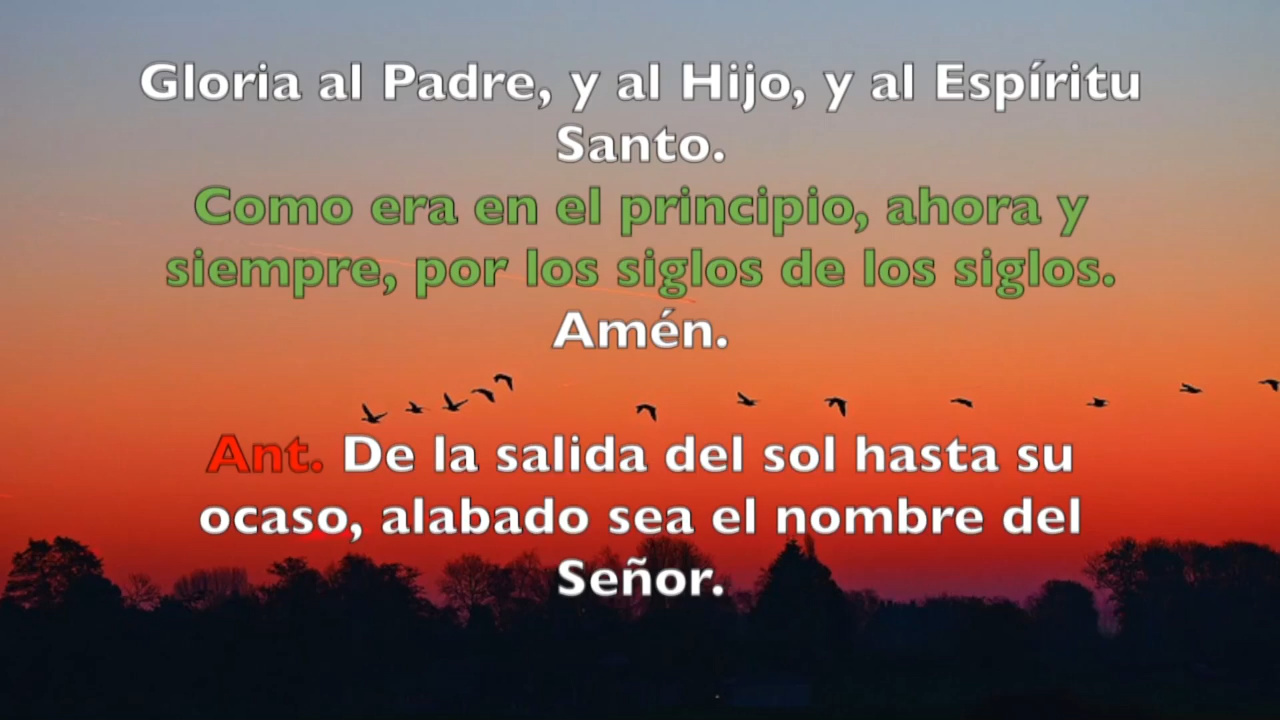 Gloria al Padre, y al Hijo, y al Espíritu
Santo.
Como era en el principio, ahora y
siempre, por los siglos de los siglos.
Amén.
Ant. De la salida del sol hasta su
ocaso, alabado sea el nombre del
Señor.